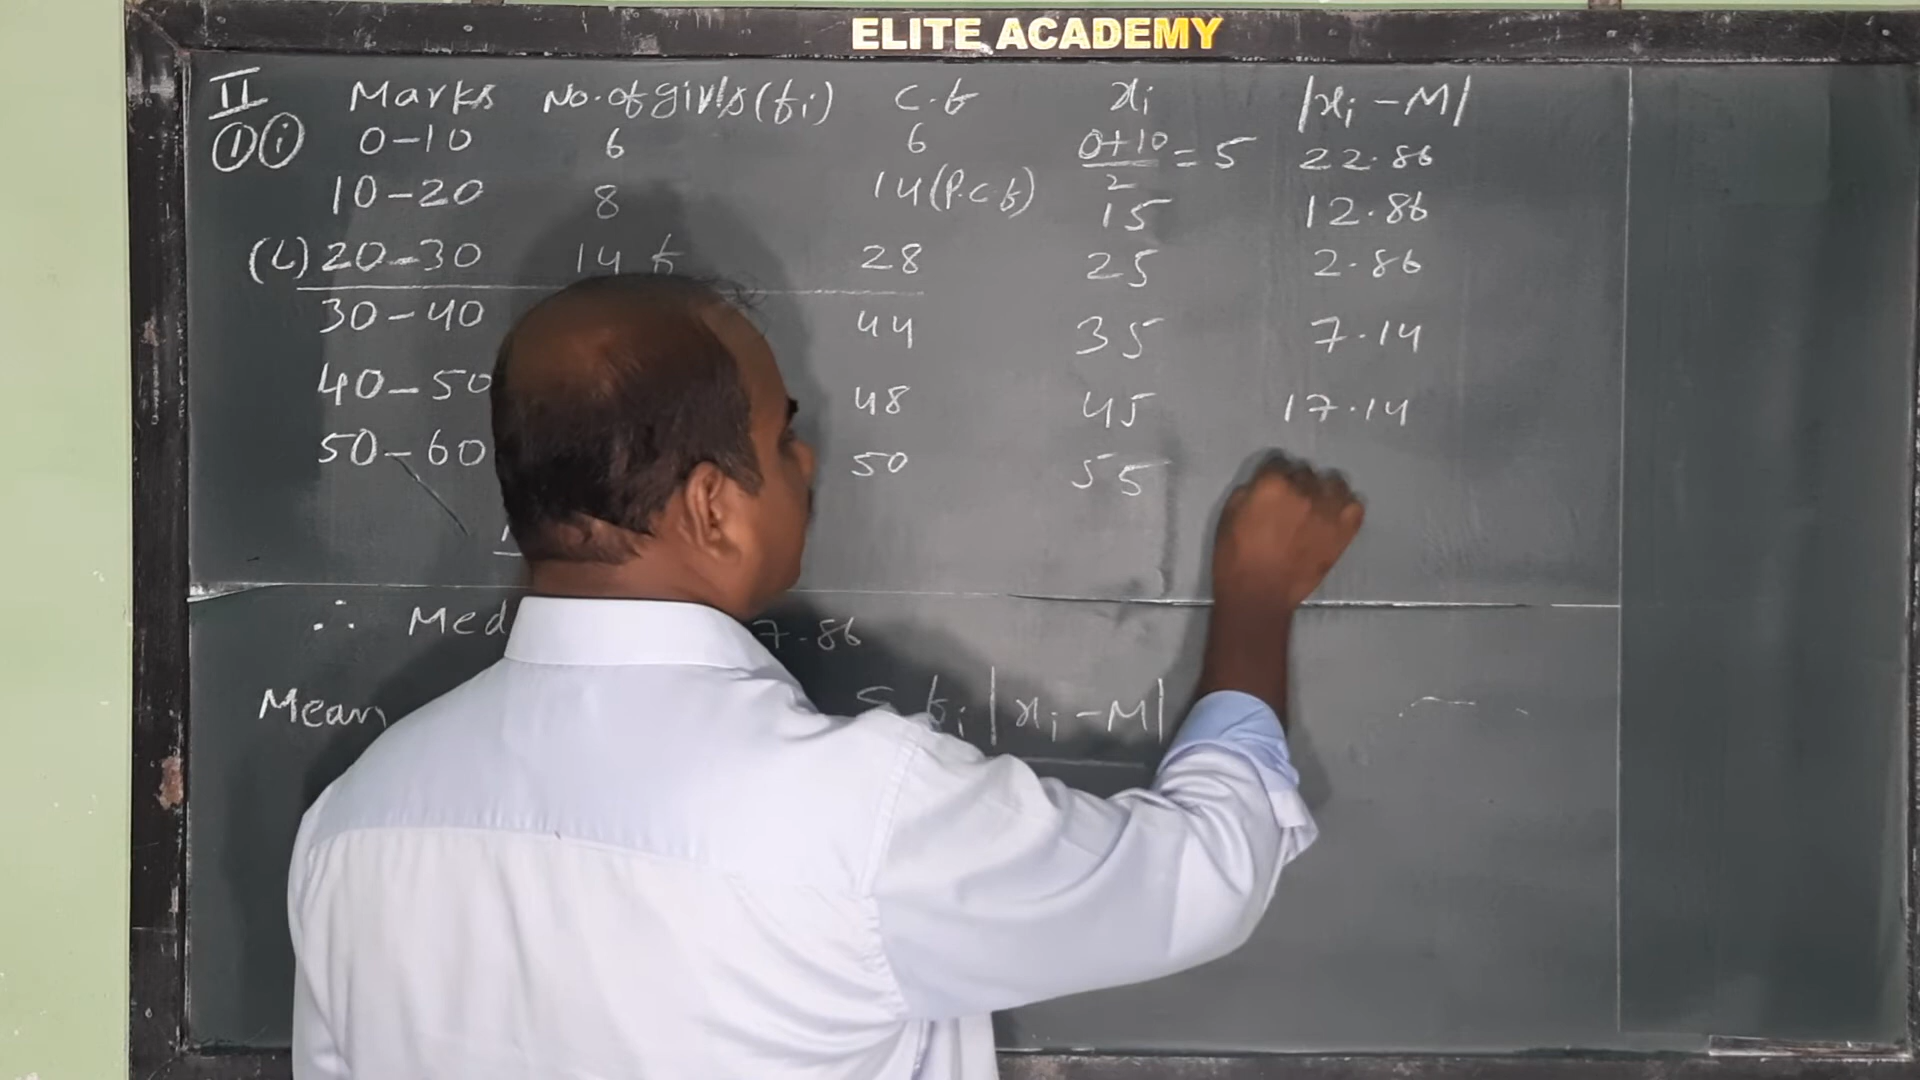 ELITE ACADEMY
II Marks No. of girls (fi) c.f xi |xi - M|
① ⓘ 0-10 6 6 0+10/2 = 5 22.86
10-20 8 14 (P.c.f) 15 12.86
(L) 20-30 14 f 28 25 2.86
30-40 44 35 7.14
40-50 48 45 17.14
50-60 50 55
∴ Med 7.86
Mean fi |xi - M|